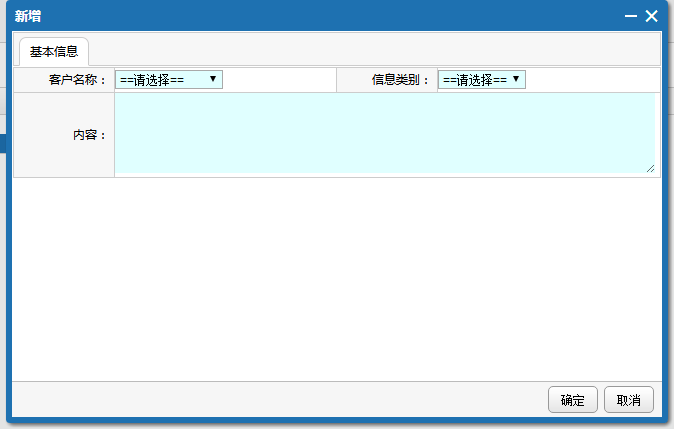 新增
基本信息
客户名称： ==请选择== 信息类别： ==请选择==
内容：
确定 取消